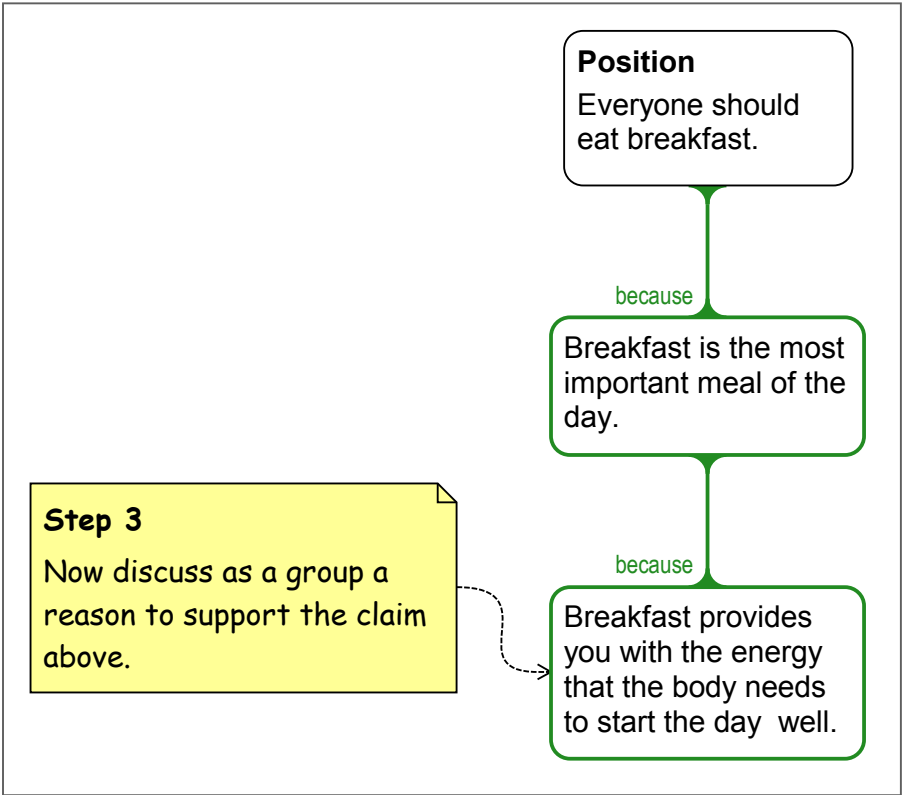 Position
Everyone should
eat breakfast.
because
Breakfast is the most
important meal of the
day.
Step 3
Now discuss as a group a
reason to support the claim
above.
because
Breakfast provides
you with the energy
that the body needs
to start the day  well.